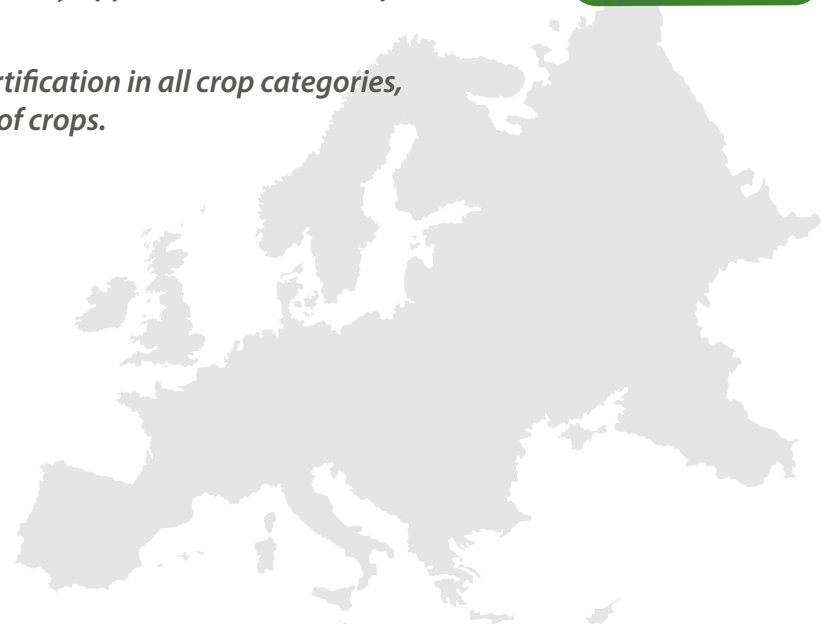 rtification in all crop categories,
of crops.